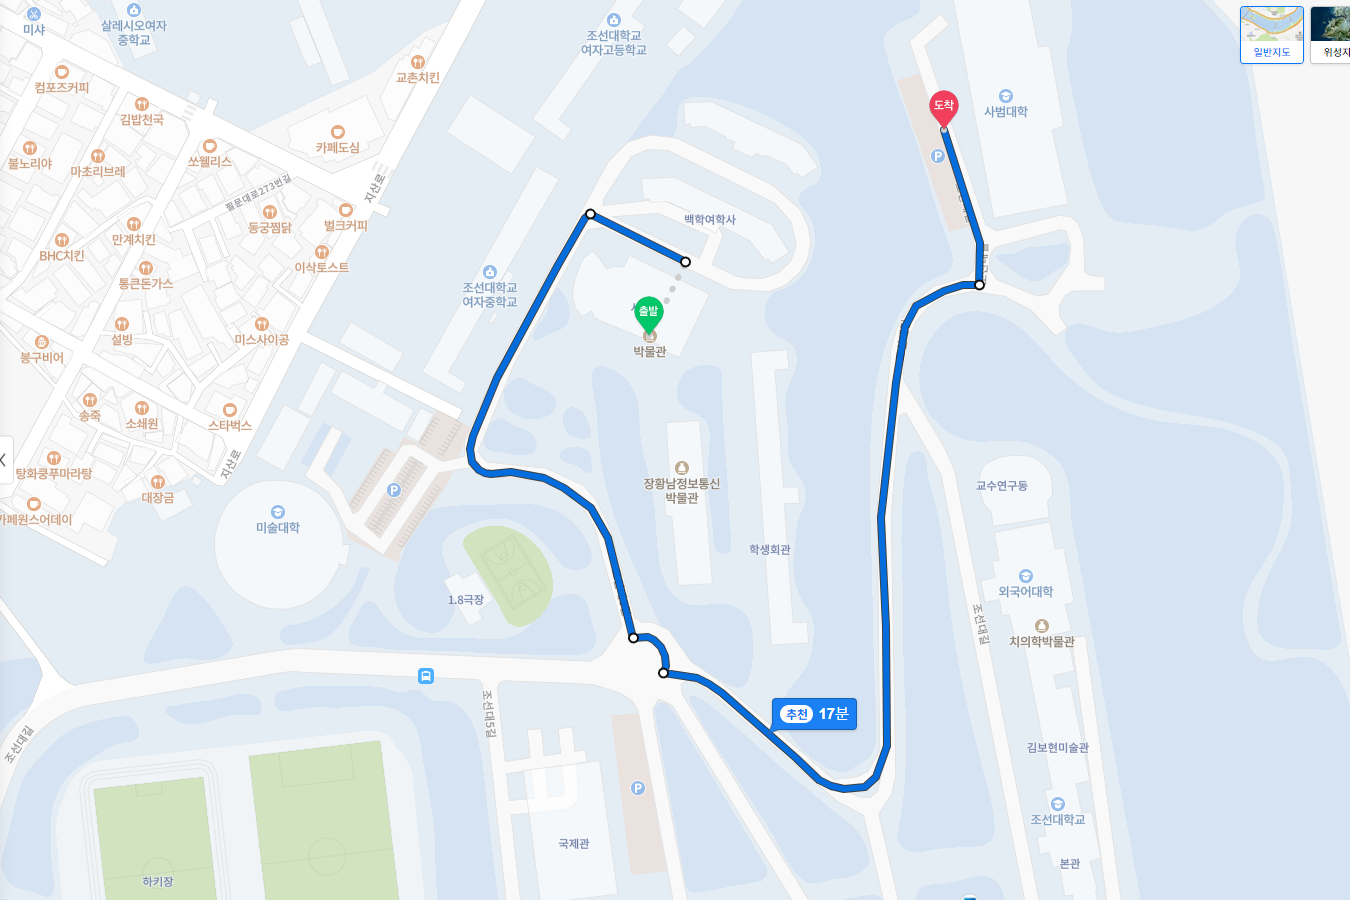 미샤
살레시오여자
중학교
조선대학교
여자고등학교
일반지도
위성지
컴포즈커피
교촌치킨
김밥천국
도착
사범대학
불노리야
마초리브레
쏘웰리스
카페도심
P
지산로
필문대로273번길
동궁찜닭
벌크커피
백학여학사
만계치킨
BHC치킨
통큰돈가스
이삭토스트
조선대학교
여자중학교
출발
박물관
설빙
미스사이공
봉구비어
송죽
소쇄원
스타벅스
지산로
탕화쿵푸마라탕
대장금
카페원스어데이
P
미술대학
장황남정보통신
박물관
교수연구동
학생회관
1.8극장
외국어대학
치의학박물관
조선대길
추천 17분
조선대5길
조선대길
김보현미술관
P
조선대학교
국제관
본관
하키장